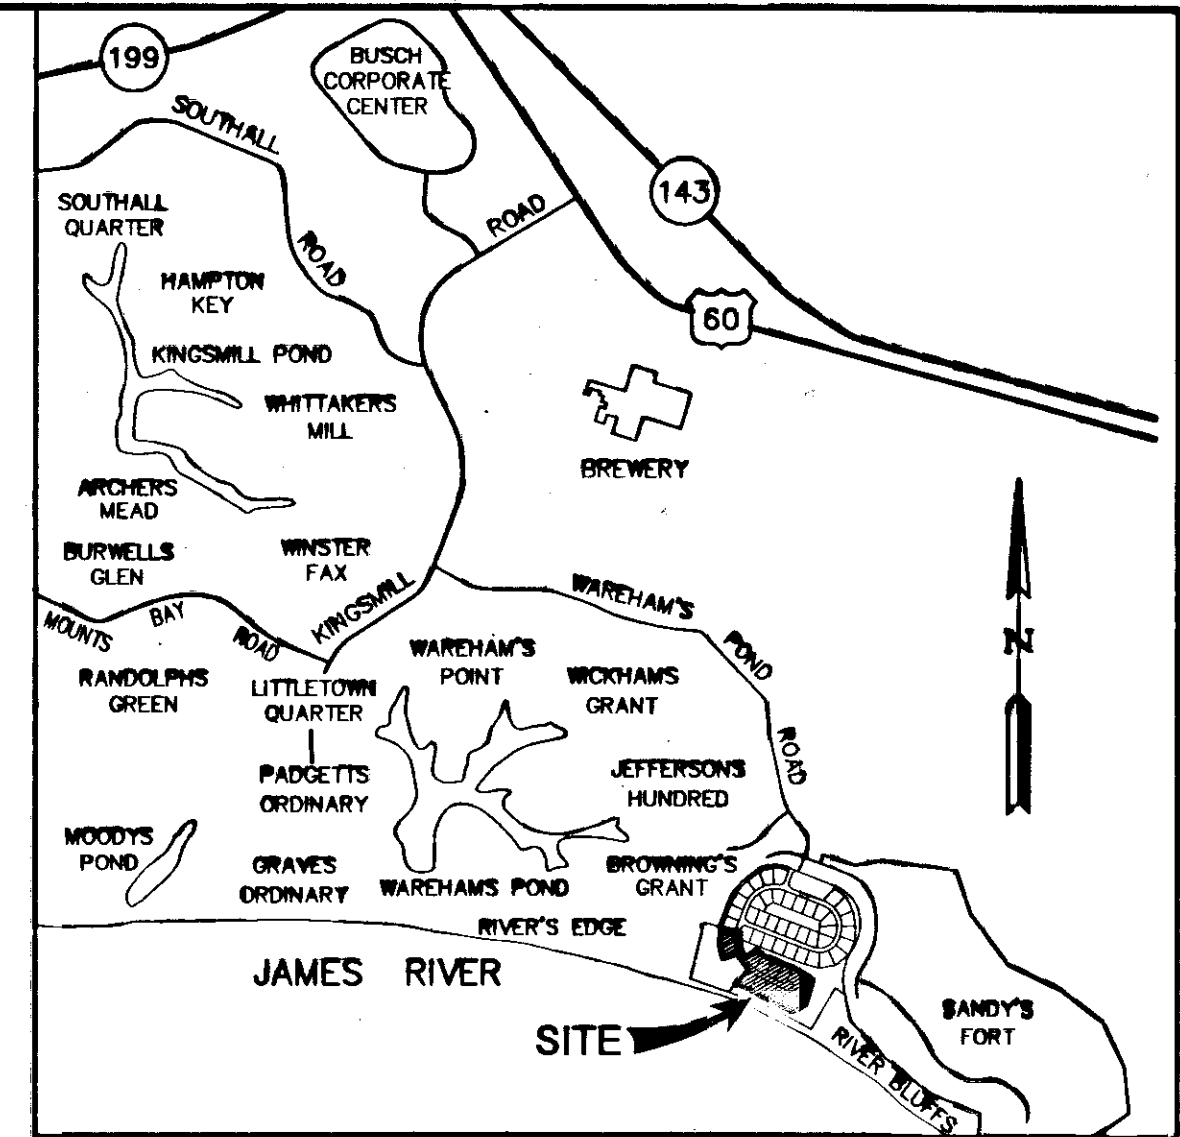 199
BUSCH
CORPORATE
CENTER
SOUTHALL
ROAD
143
ROAD
SOUTHALL
QUARTER
HAMPTON
KEY
60
KINGSMILL POND
WHITTAKERS
MILL
BREWERY
ARCHERS
MEAD
BURWELLS
GLEN
WINSTER
FAX
KINGSMILL
WAREHAM'S
POND
ROAD
MOUNTS
BAY
ROAD
N
WAREHAM'S
POINT
WICKHAMS
GRANT
RANDOLPHS
GREEN
LITTLETOWN
QUARTER
PADGETTS
ORDINARY
JEFFERSONS
HUNDRED
MOODYS
POND
GRAVES
ORDINARY
WAREHAMS POND
BROWNING'S
GRANT
RIVER'S EDGE
JAMES RIVER
SITE
SANDY'S
FORT
RIVER BLUFFS